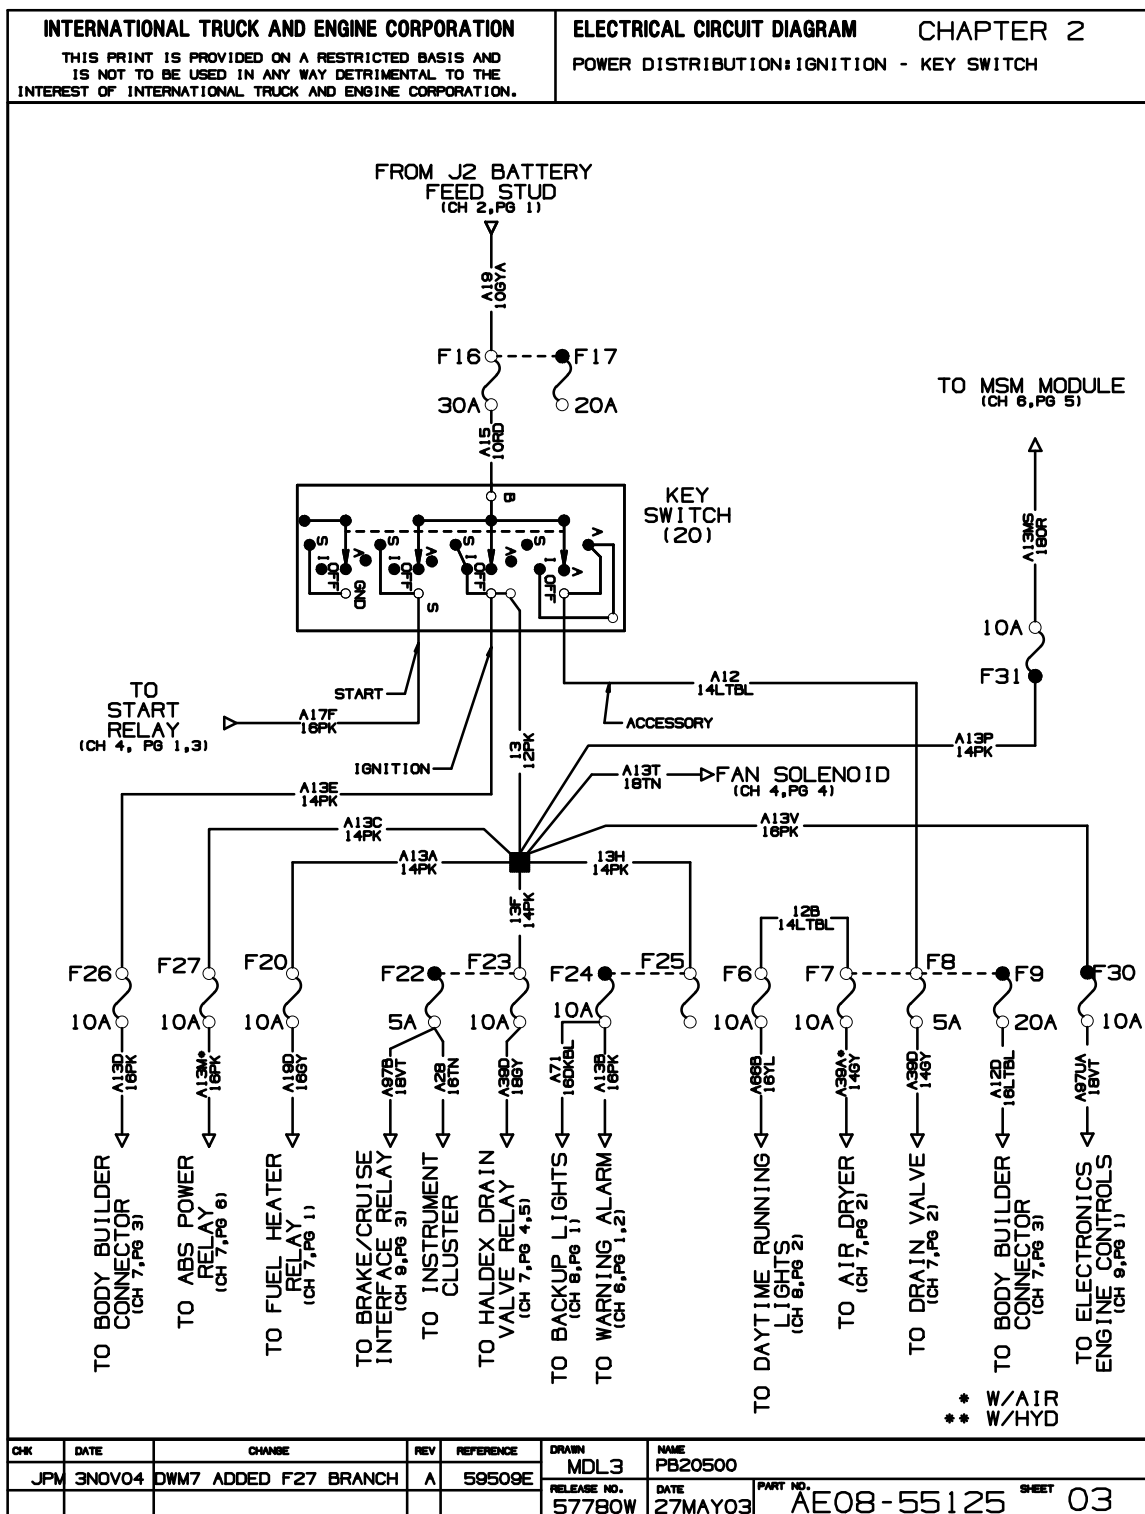 INTERNATIONAL TRUCK AND ENGINE CORPORATION
THIS PRINT IS PROVIDED ON A RESTRICTED BASIS AND
IS NOT TO BE USED IN ANY WAY DETRIMENTAL TO THE
INTEREST OF INTERNATIONAL TRUCK AND ENGINE CORPORATION.
ELECTRICAL CIRCUIT DIAGRAM CHAPTER 2
POWER DISTRIBUTION:IGNITION - KEY SWITCH
FROM J2 BATTERY
FEED STUD
(CH 2,PG 1)
A19
10GYA
F16
F17
30A
20A
A15
10RD
TO MSM MODULE
(CH 6,PG 5)
A13MS
18OR
10A
F31
KEY
SWITCH
(20)
B
S I OFF A GND
S I OFF A S
S I OFF A
S I OFF A A
START
TO
START
RELAY
(CH 4, PG 1,3)
A17F
16PK
IGNITION
13
12PK
A12
14LTBL
ACCESSORY
A13P
14PK
A13T
18TN
FAN SOLENOID
(CH 4,PG 4)
A13E
14PK
A13C
14PK
A13V
16PK
A13A
14PK
13H
14PK
13F
14PK
12B
14LTBL
F26
F27
F20
F22
F23
F24
F25
F6
F7
F8
F9
F30
10A
10A
10A
5A
10A
10A
10A
10A
5A
20A
10A
A13D
16PK
A13M*
16PK
A19D
16GY
A97B
18VT
A28
16TN
A39D
18GY
A71
16DKBL
A13B
16PK
A66B
16YL
A39A*
14GY
A39D
14GY
A12D
16LTBL
A97UA
18VT
TO BODY BUILDER
CONNECTOR
(CH 7,PG 3)
TO ABS POWER
RELAY
(CH 7,PG 6)
TO FUEL HEATER
RELAY
(CH 7,PG 1)
TO BRAKE/CRUISE
INTERFACE RELAY
(CH 9,PG 3)
TO INSTRUMENT
CLUSTER
TO HALDEX DRAIN
VALVE RELAY
(CH 7,PG 4,5)
TO BACKUP LIGHTS
(CH 8,PG 1)
TO WARNING ALARM
(CH 6,PG 1,2)
TO DAYTIME RUNNING
LIGHTS
(CH 8,PG 2)
TO AIR DRYER
(CH 7,PG 2)
TO DRAIN VALVE
(CH 7,PG 2)
TO BODY BUILDER
CONNECTOR
(CH 7,PG 3)
TO ELECTRONICS
ENGINE CONTROLS
(CH 9,PG 1)
* W/AIR
** W/HYD
CHK DATE CHANGE REV REFERENCE
JPM 3NOV04 DWM7 ADDED F27 BRANCH A 59509E
DRAWN
MDL3
NAME
PB20500
RELEASE NO.
57780W
DATE
27MAY03
PART NO.
AE08-55125
SHEET 03